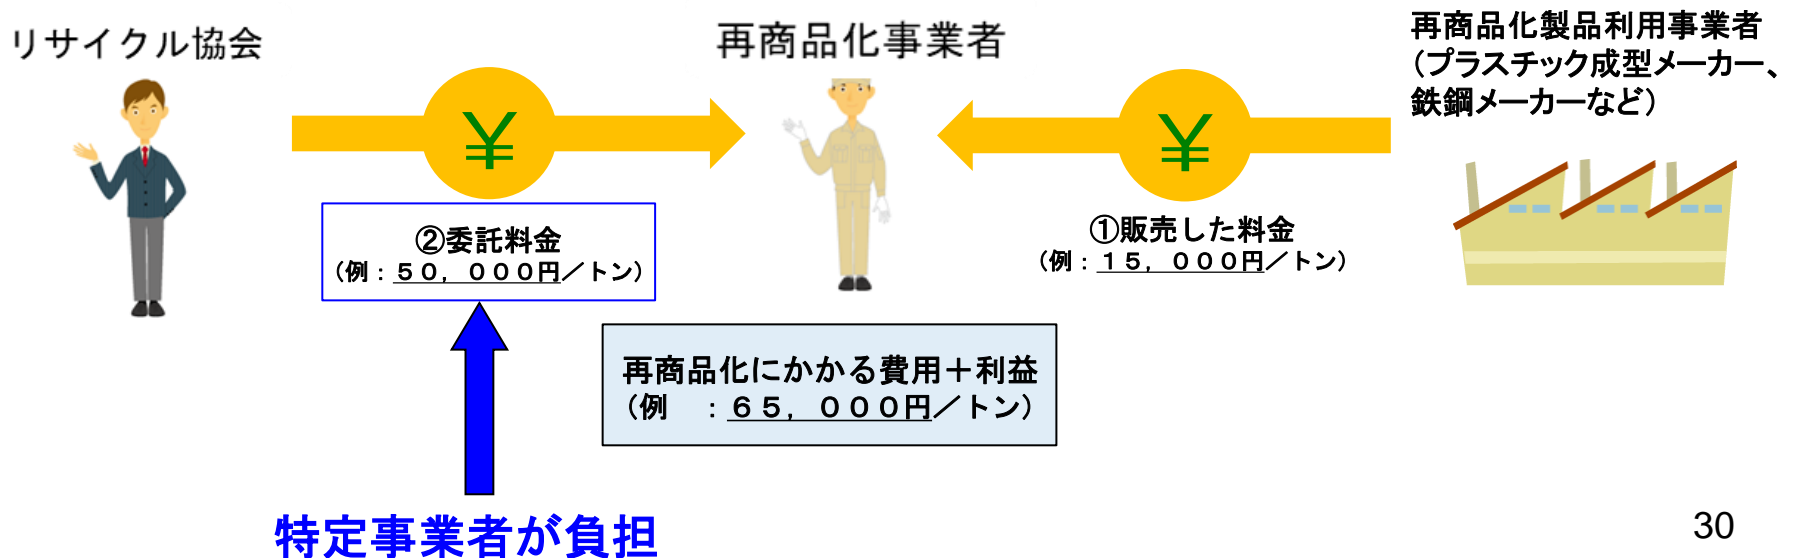 リサイクル協会
再商品化事業者
再商品化製品利用事業者
（プラスチック成型メーカー、
鉄鋼メーカーなど）
¥
¥
②委託料金
（例：５０，０００円／トン）
①販売した料金
（例：１５，０００円／トン）
再商品化にかかる費用＋利益
（例　：６５，０００円／トン）
特定事業者が負担
30